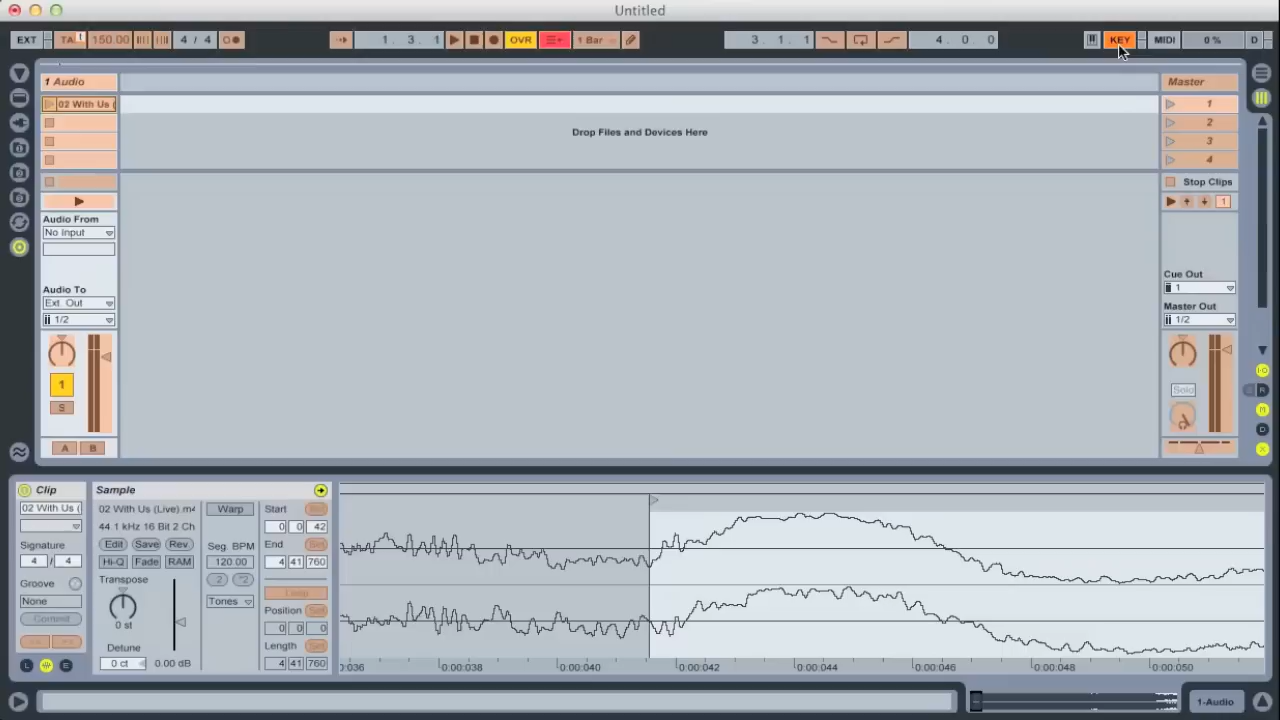 Untitled
EXT TAP 150.00 4 / 4 1. 3. 1 OVR 1 Bar 3. 1. 1 4. 0. 0 KEY MIDI 0 % D
1 Audio Master
02 With Us ( 1
Drop Files and Devices Here 2
3
4
Stop Clips
1
Audio From
No Input
Cue Out
1
Audio To Master Out
Ext. Out 1/2
1/2
1 Solo
S
A B
I·O
R
M
D
X
Clip Sample
02 With Us ( 02 With Us (Live).m4 Warp Start Set
44.1 kHz 16 Bit 2 Ch 0 0 42
Signature Edit Save Rev. Seg. BPM End Set
4 / 4 Hi-Q Fade RAM 120.00 4 41 760
Groove Transpose :2 *2 Loop
None 0 st Tones Position Set
Commit 0 0 0
<< >> Detune Length Set
L E 0 ct 0.00 dB 4 41 760
0:036 0:00:038 0:00:040 0:00:042 0:00:044 0:00:046 0:00:048 0:00:050
1-Audio